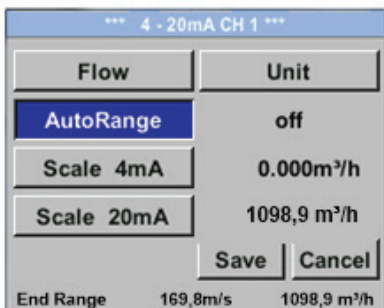 *** 4 - 20mA CH 1 ***
Flow Unit
AutoRange off
Scale 4mA 0.000m³/h
Scale 20mA 1098,9 m³/h
Save Cancel
End Range 169,8m/s 1098,9 m³/h